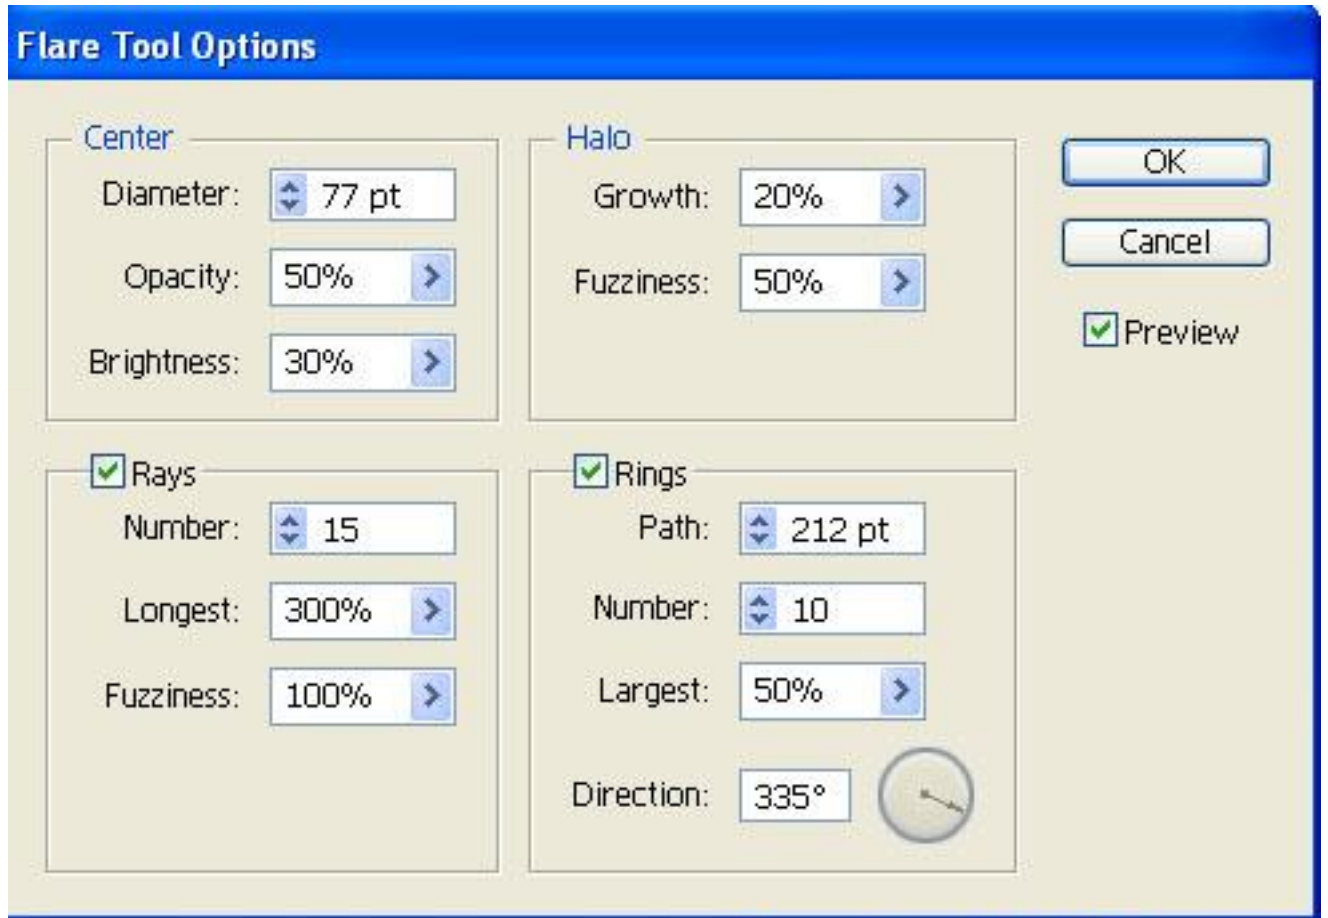 Flare Tool Options
Center
Diameter: 77 pt
Opacity: 50%
Brightness: 30%
Halo
Growth: 20%
Fuzziness: 50%
OK
Cancel
Preview
Rays
Number: 15
Longest: 300%
Fuzziness: 100%
Rings
Path: 212 pt
Number: 10
Largest: 50%
Direction: 335°